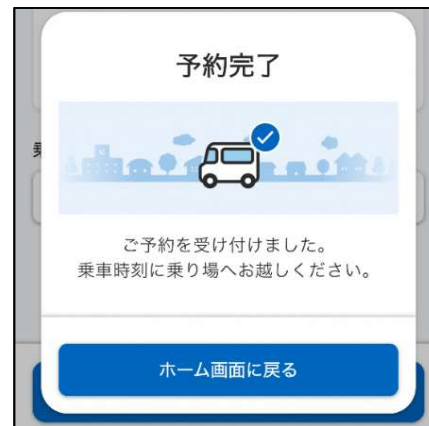 予約完了
ご予約を受け付けました。
乗車時刻に乗り場へお越しください。
ホーム画面に戻る